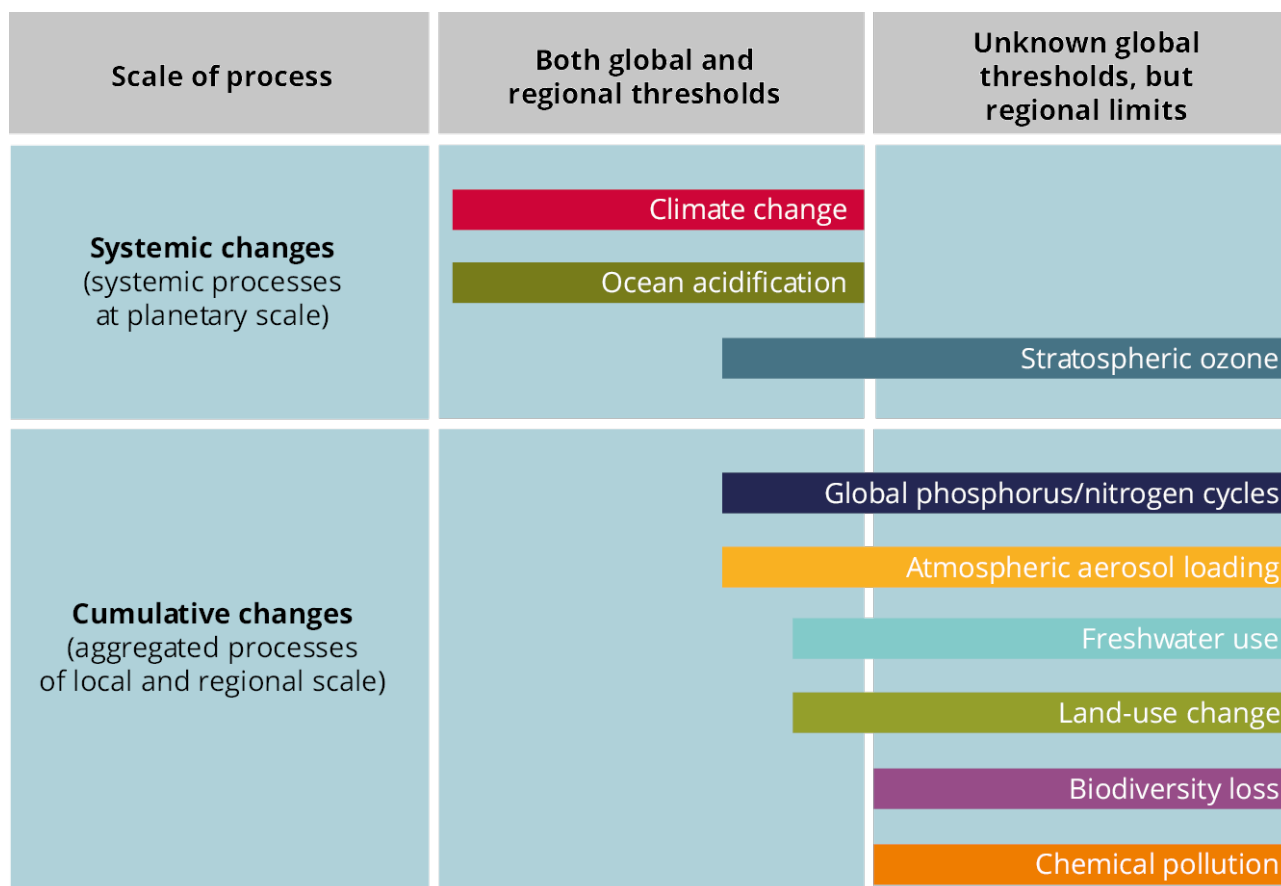 Scale of process
Both global and
regional thresholds
Unknown global
thresholds, but
regional limits
Systemic changes
(systemic processes
at planetary scale)
Climate change
Ocean acidification
Stratospheric ozone
Cumulative changes
(aggregated processes
of local and regional scale)
Global phosphorus/nitrogen cycles
Atmospheric aerosol loading
Freshwater use
Land-use change
Biodiversity loss
Chemical pollution